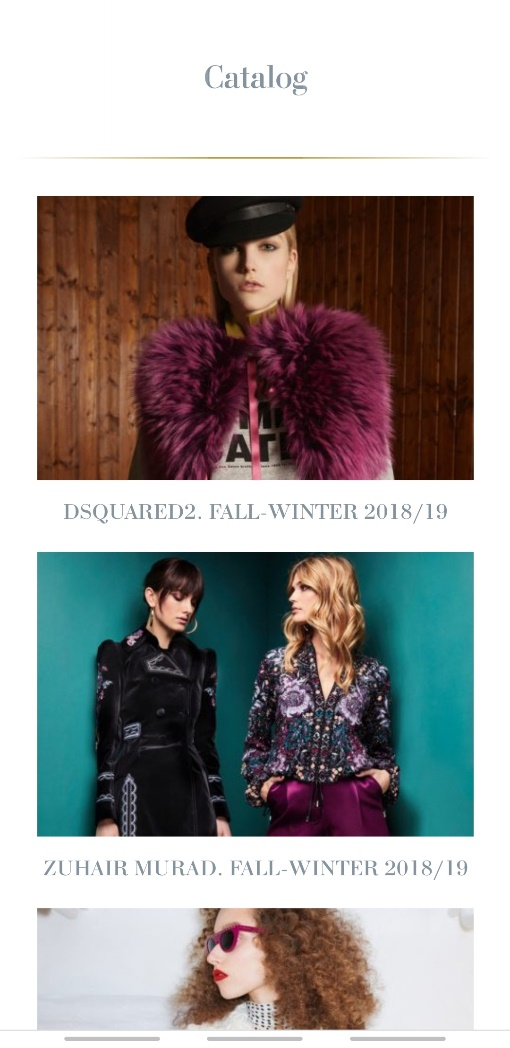 Catalog
DSQUARED2. FALL-WINTER 2018/19
ZUHAIR MURAD. FALL-WINTER 2018/19